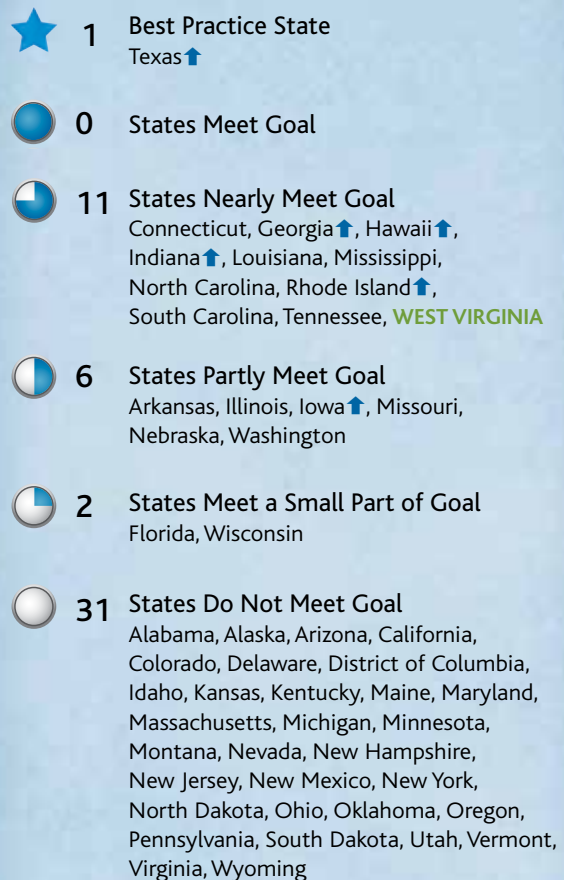 1 Best Practice State
Texas⬆
0 States Meet Goal
11 States Nearly Meet Goal
Connecticut, Georgia⬆, Hawaii⬆,
Indiana⬆, Louisiana, Mississippi,
North Carolina, Rhode Island⬆,
South Carolina, Tennessee, WEST VIRGINIA
6 States Partly Meet Goal
Arkansas, Illinois, Iowa⬆, Missouri,
Nebraska, Washington
2 States Meet a Small Part of Goal
Florida, Wisconsin
31 States Do Not Meet Goal
Alabama, Alaska, Arizona, California,
Colorado, Delaware, District of Columbia,
Idaho, Kansas, Kentucky, Maine, Maryland,
Massachusetts, Michigan, Minnesota,
Montana, Nevada, New Hampshire,
New Jersey, New Mexico, New York,
North Dakota, Ohio, Oklahoma, Oregon,
Pennsylvania, South Dakota, Utah, Vermont,
Virginia, Wyoming